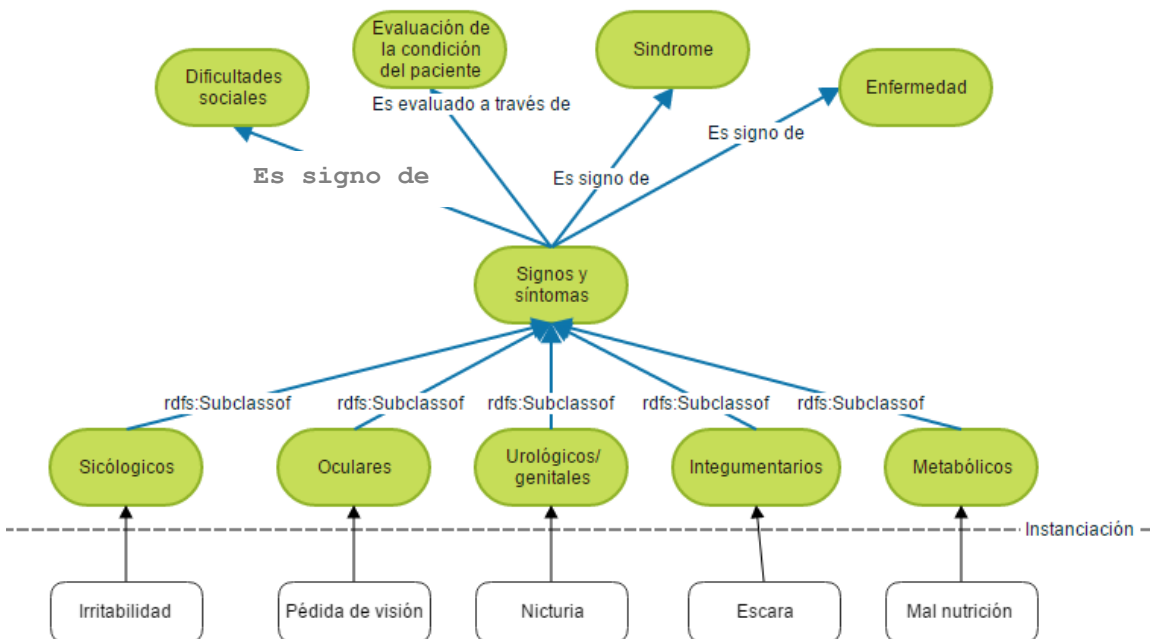 Evaluación de
la condición
del paciente
Sindrome
Dificultades
sociales
Enfermedad
Es evaluado a través de
Es signo de
Es signo de
Es signo de
Signos y
síntomas
rdfs:Subclassof
rdfs:Subclassof
rdfs:Subclassof
rdfs:Subclassof
rdfs:Subclassof
Sicólogicos
Oculares
Urológicos/
genitales
Integumentarios
Metabólicos
Instanciación
Irritabilidad
Pédida de visión
Nicturia
Escara
Mal nutrición